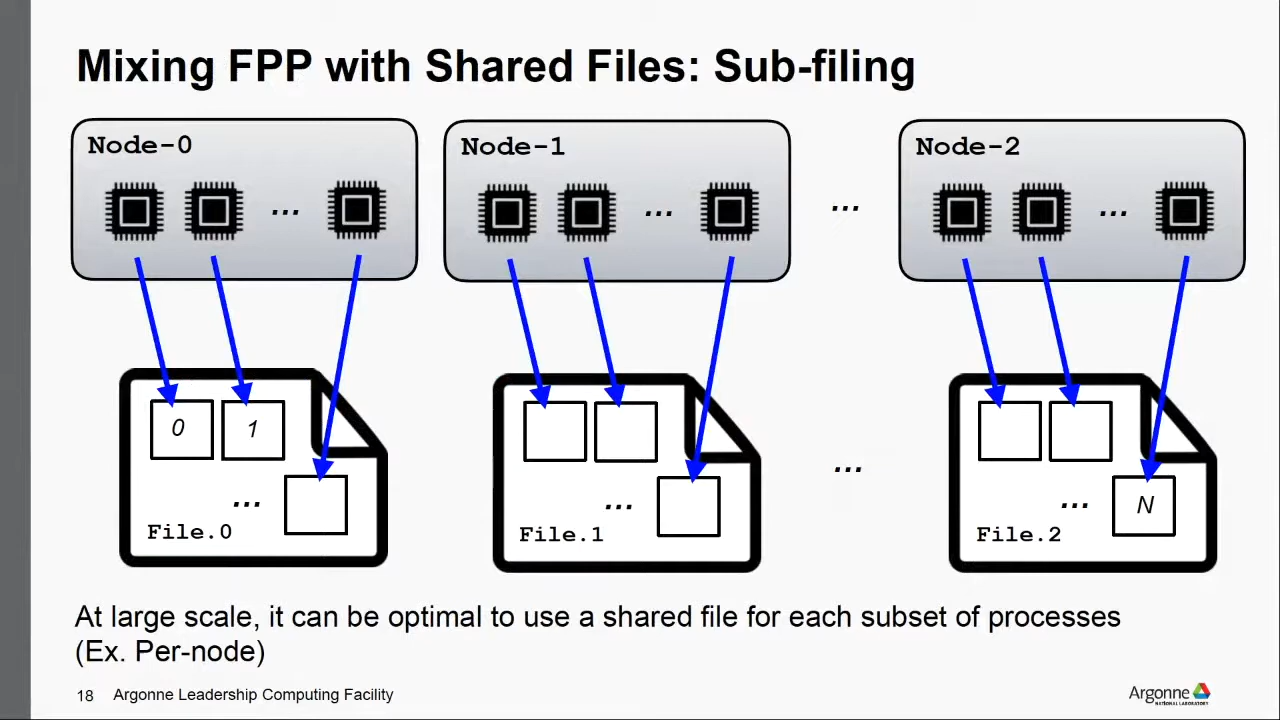 Mixing FPP with Shared Files: Sub-filing
Node-0
Node-1
Node-2
...
...
...
...
0
1
...
File.0
...
File.1
...
N
...
File.2
At large scale, it can be optimal to use a shared file for each subset of processes
(Ex. Per-node)
18 Argonne Leadership Computing Facility
Argonne
NATIONAL LABORATORY